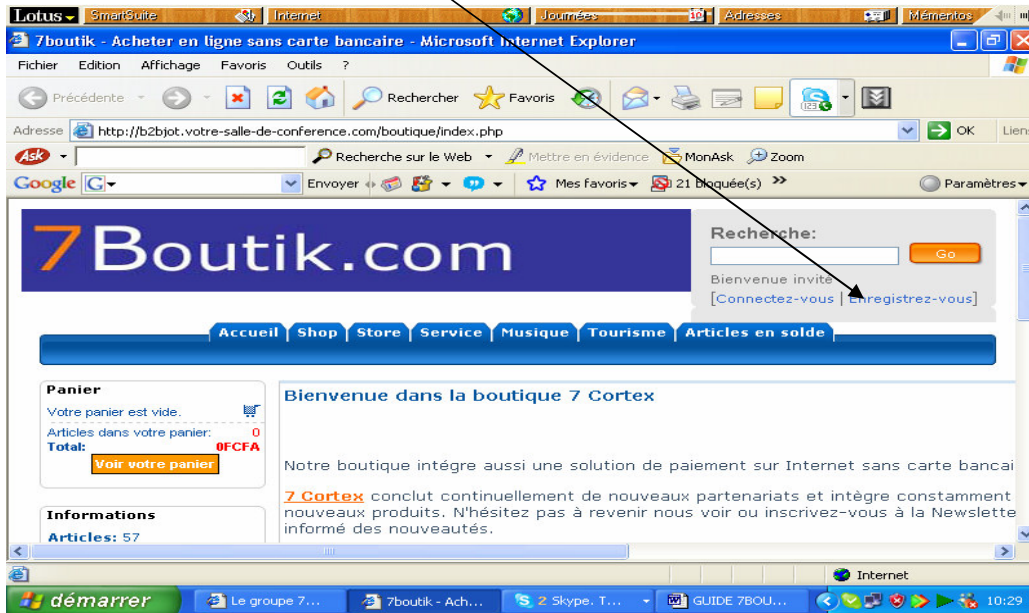 Lotus SmartSuite Internet Journées 10 Adresses Mémentos
7boutik - Acheter en ligne sans carte bancaire - Microsoft Internet Explorer
Fichier Edition Affichage Favoris Outils ?
Précédente Rechercher Favoris 123
Adresse http://b2bjot.votre-salle-de-conference.com/boutique/index.php OK Liens
Ask Recherche sur le Web Mettre en évidence MonAsk Zoom
Google G Envoyer Mes favoris 21 bloquée(s) >> Paramètres
7Boutik.com
Recherche:
Go
Bienvenue invité
[Connectez-vous | Enregistrez-vous]
Accueil Shop Store Service Musique Tourisme Articles en solde
Panier
Votre panier est vide.
Articles dans votre panier: 0
Total: 0FCFA
Voir votre panier
Informations
Articles: 57
Bienvenue dans la boutique 7 Cortex
Notre boutique intégre aussi une solution de paiement sur Internet sans carte bancai
7 Cortex conclut continuellement de nouveaux partenariats et intègre constamment
nouveaux produits. N'hésitez pas à revenir nous voir ou inscrivez-vous à la Newslette
informé des nouveautés.
Internet
démarrer Le groupe 7... 7boutik - Ach... 2 Skype. T... GUIDE 7BOU... 10:29